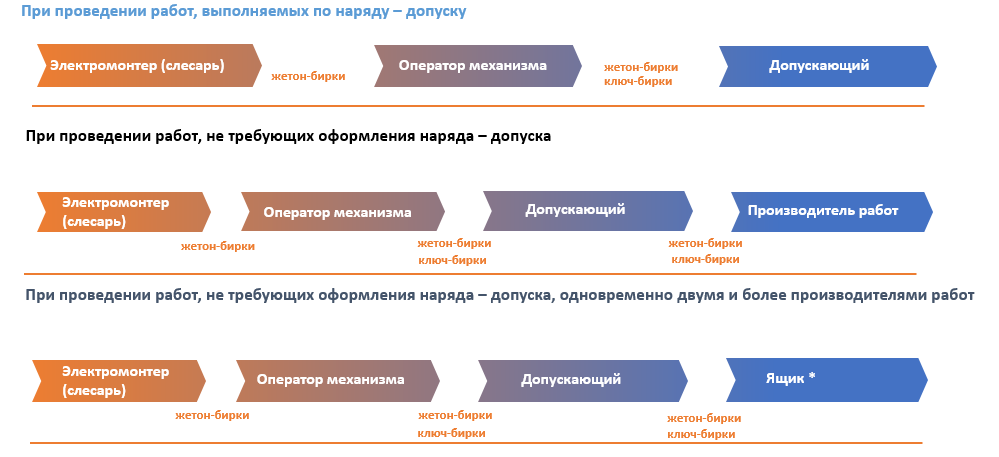 При проведении работ, выполняемых по наряду – допуску
Электромонтер (слесарь)
жетон-бирки
Оператор механизма
жетон-бирки
ключ-бирки
Допускающий
При проведении работ, не требующих оформления наряда – допуска
Электромонтер
(слесарь)
жетон-бирки
Оператор механизма
жетон-бирки
ключ-бирки
Допускающий
жетон-бирки
ключ-бирки
Производитель работ
При проведении работ, не требующих оформления наряда – допуска, одновременно двумя и более производителями работ
Электромонтер
(слесарь)
жетон-бирки
Оператор механизма
жетон-бирки
ключ-бирки
Допускающий
жетон-бирки
ключ-бирки
Ящик *